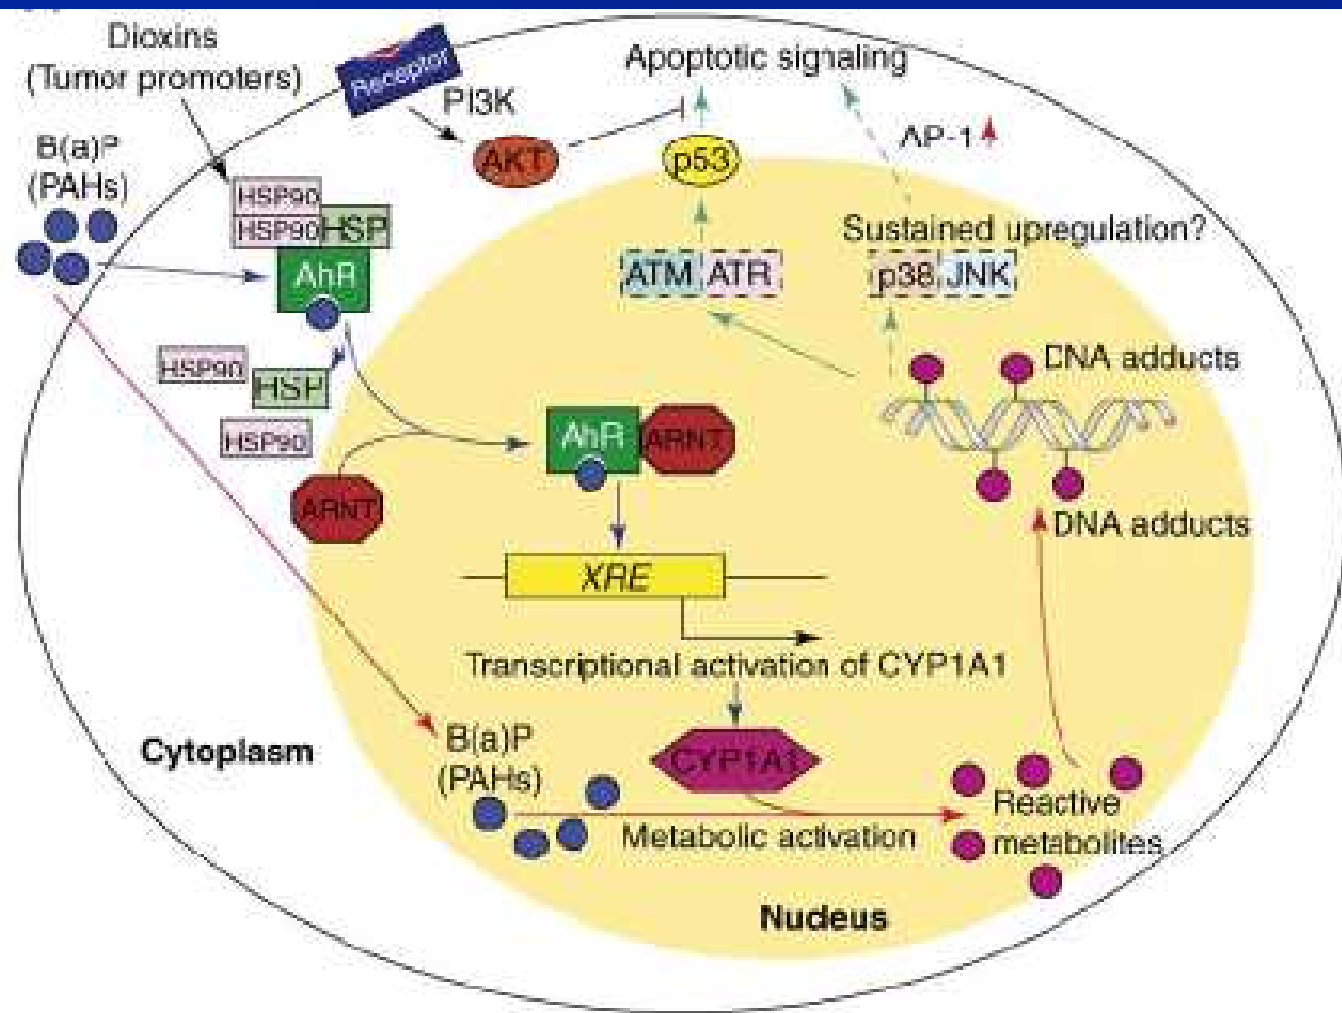 Dioxins
(Tumor promoters)
Receptor
PI3K
AKT
Apoptotic signaling
p53
AP-1
B(a)P
(PAHs)
HSP90
HSP90 HSP
AhR
ATM ATR
Sustained upregulation?
p38 JNK
HSP90
HSP
HSP90
ARNT
AhR ARNT
DNA adducts
DNA adducts
XRE
Transcriptional activation of CYP1A1
Cytoplasm
B(a)P
(PAHs)
CYP1A1
Metabolic activation
Reactive
metabolites
Nucleus